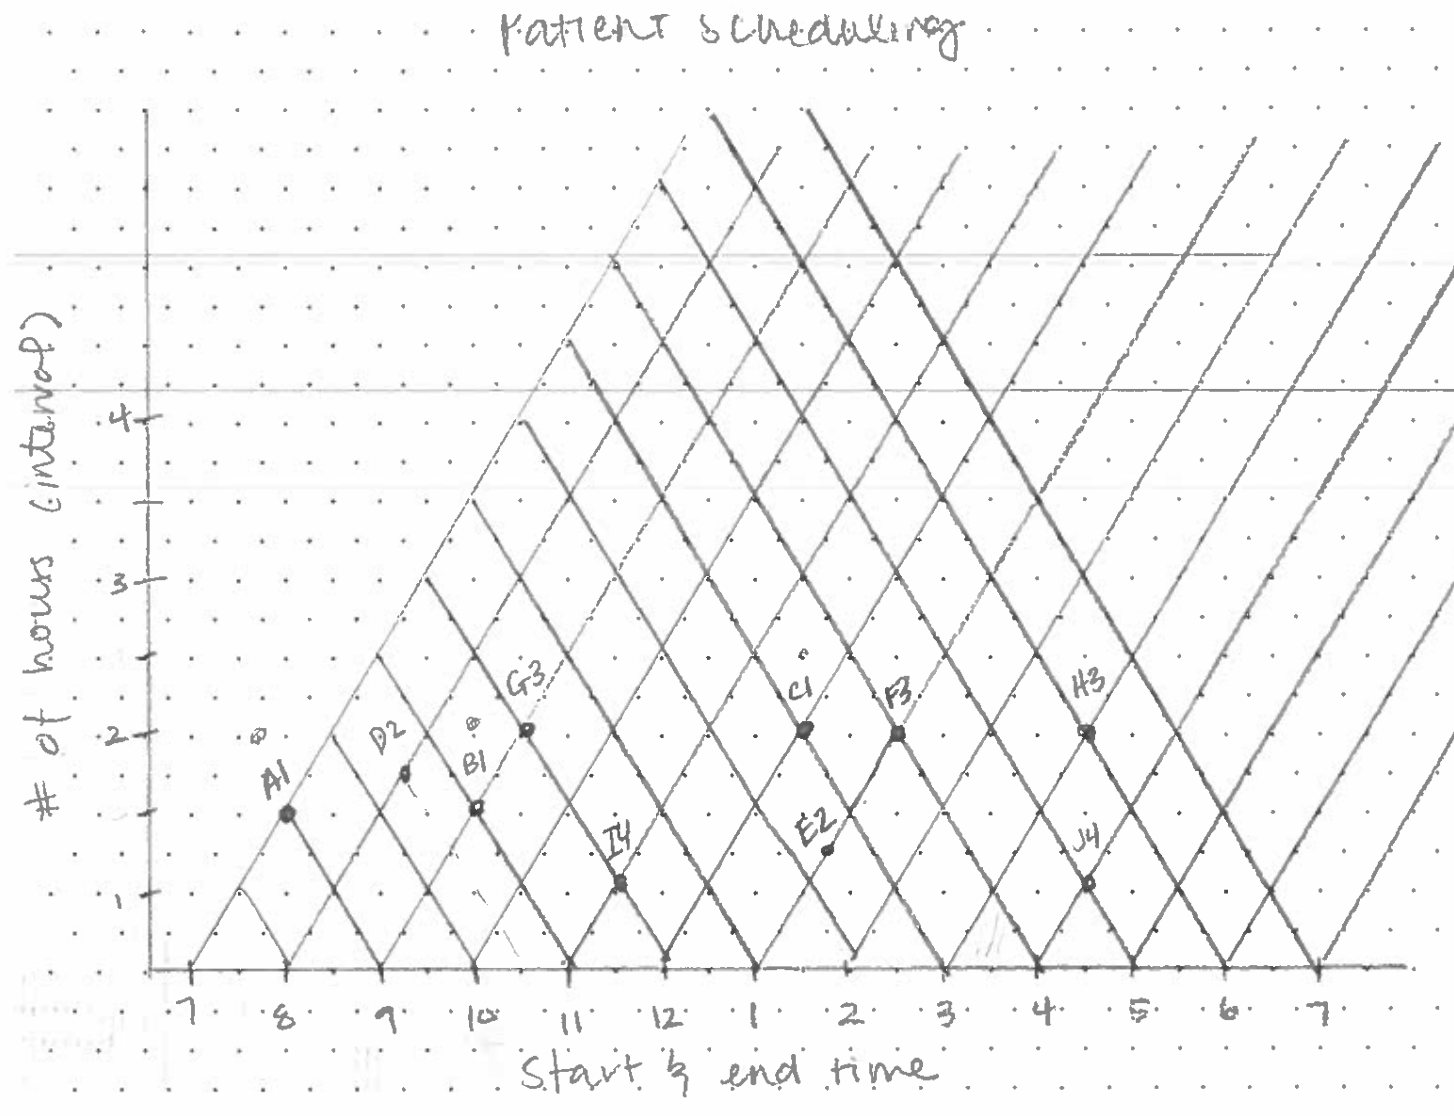 Patient scheduling
# of hours (interval)
4
3
2
1
G3
C1
F3
H3
D2
B1
A1
I4
E2
J4
7 8 9 10 11 12 1 2 3 4 5 6 7
Start & end time